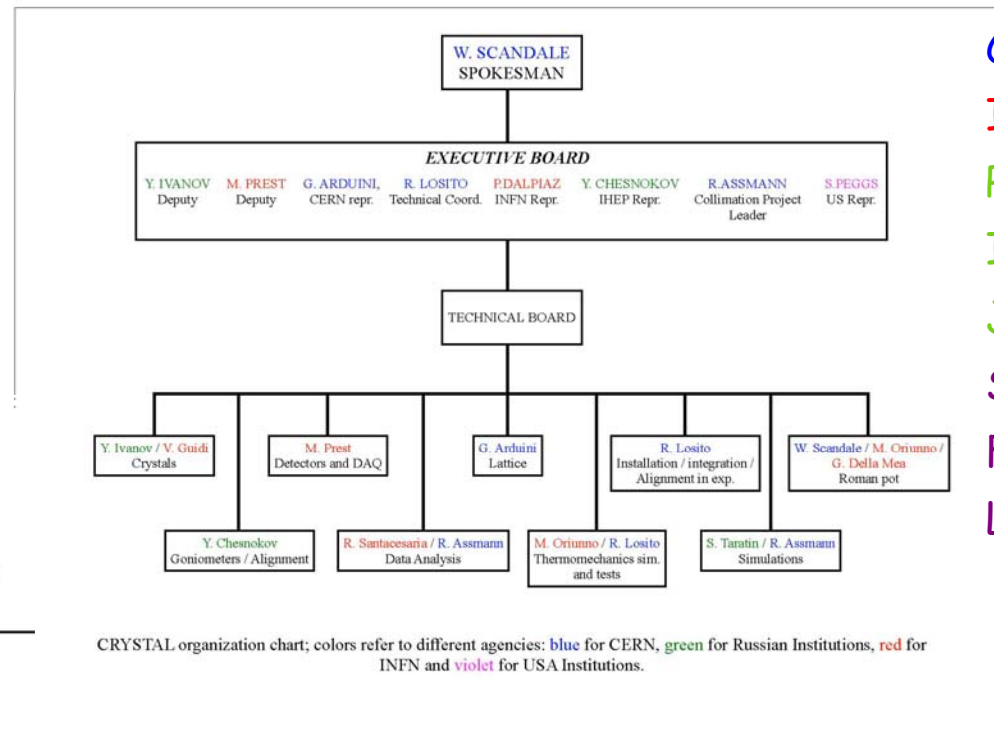 W. SCANDALE
SPOKESMAN
EXECUTIVE BOARD
Y. IVANOV M. PREST G. ARDUINI, R. LOSITO P.DALPIAZ Y. CHESNOKOV R.ASSMANN S.PEGGS
Deputy Deputy CERN repr. Technical Coord. INFN Repr. IHEP Repr. Collimation Project US Repr.
Leader
TECHNICAL BOARD
Y. Ivanov / V. Guidi
Crystals
M. Prest
Detectors and DAQ
G. Arduini
Lattice
R. Losito
Installation / integration /
Alignment in exp.
W. Scandale / M. Oriunno /
G. Della Mea
Roman pot
Y. Chesnokov
Goniometers / Alignment
R. Santacesaria / R. Assmann
Data Analysis
M. Oriunno / R. Losito
Thermomechanics sim.
and tests
S. Taratin / R. Assmann
Simulations
CRYSTAL organization chart; colors refer to different agencies: blue for CERN, green for Russian Institutions, red for
INFN and violet for USA Institutions.